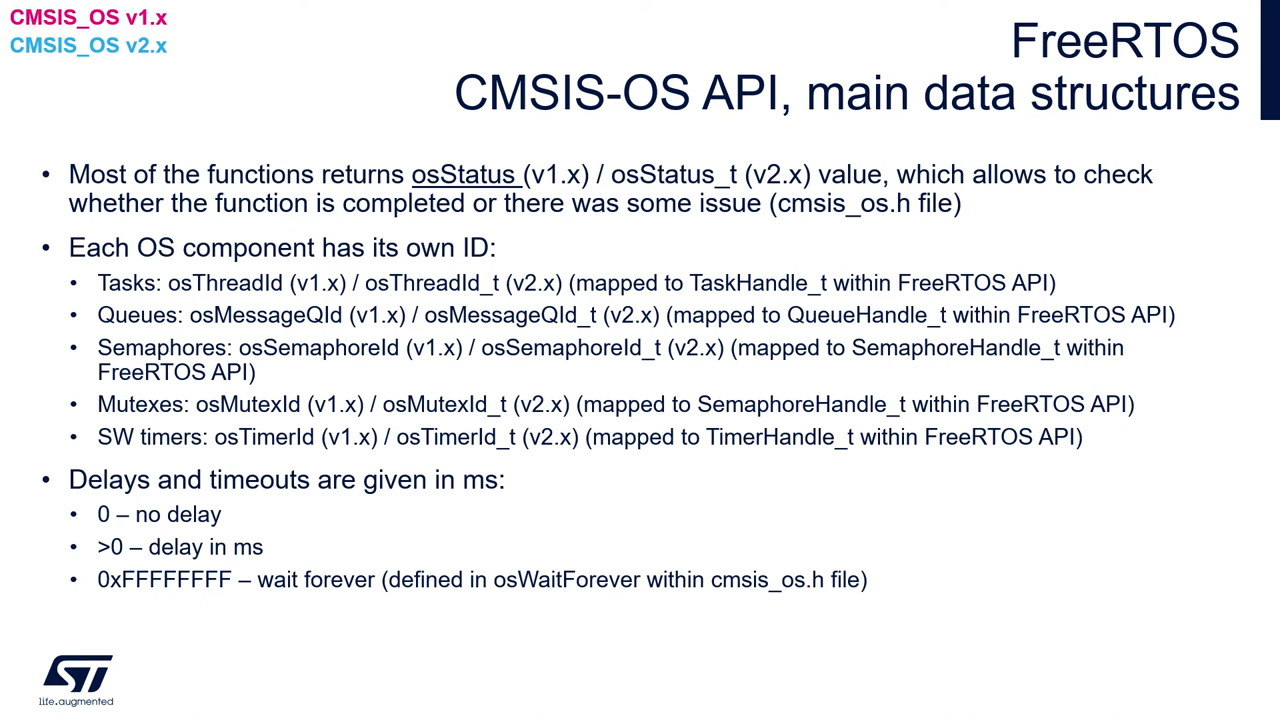 CMSIS_OS v1.x
CMSIS_OS v2.x
FreeRTOS
CMSIS-OS API, main data structures
• Most of the functions returns osStatus (v1.x) / osStatus_t (v2.x) value, which allows to check
whether the function is completed or there was some issue (cmsis_os.h file)
• Each OS component has its own ID:
• Tasks: osThreadId (v1.x) / osThreadId_t (v2.x) (mapped to TaskHandle_t within FreeRTOS API)
• Queues: osMessageQId (v1.x) / osMessageQId_t (v2.x) (mapped to QueueHandle_t within FreeRTOS API)
• Semaphores: osSemaphoreId (v1.x) / osSemaphoreId_t (v2.x) (mapped to SemaphoreHandle_t within
FreeRTOS API)
• Mutexes: osMutexId (v1.x) / osMutexId_t (v2.x) (mapped to SemaphoreHandle_t within FreeRTOS API)
• SW timers: osTimerId (v1.x) / osTimerId_t (v2.x) (mapped to TimerHandle_t within FreeRTOS API)
• Delays and timeouts are given in ms:
• 0 – no delay
• >0 – delay in ms
• 0xFFFFFFFF – wait forever (defined in osWaitForever within cmsis_os.h file)
ST
life.augmented